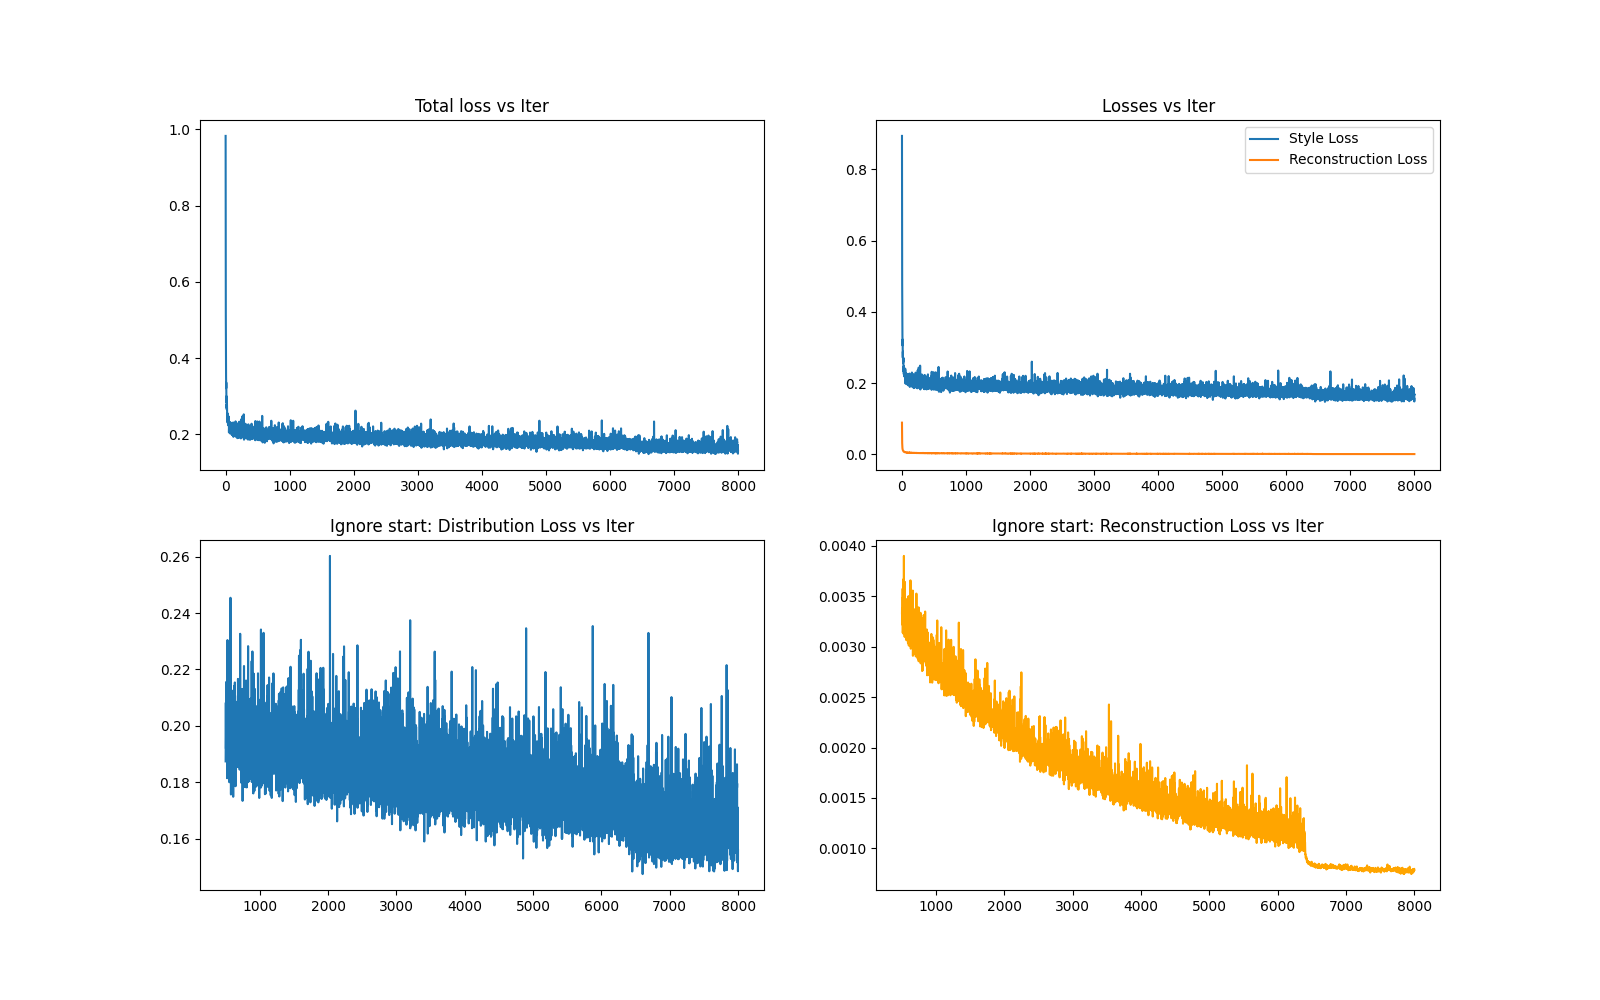 Total loss vs Iter
1.0
0.8
0.6
0.4
0.2
0 1000 2000 3000 4000 5000 6000 7000 8000
Losses vs Iter
Style Loss
Reconstruction Loss
0.8
0.6
0.4
0.2
0.0
0 1000 2000 3000 4000 5000 6000 7000 8000
Ignore start: Distribution Loss vs Iter
0.26
0.24
0.22
0.20
0.18
0.16
1000 2000 3000 4000 5000 6000 7000 8000
Ignore start: Reconstruction Loss vs Iter
0.0040
0.0035
0.0030
0.0025
0.0020
0.0015
0.0010
1000 2000 3000 4000 5000 6000 7000 8000